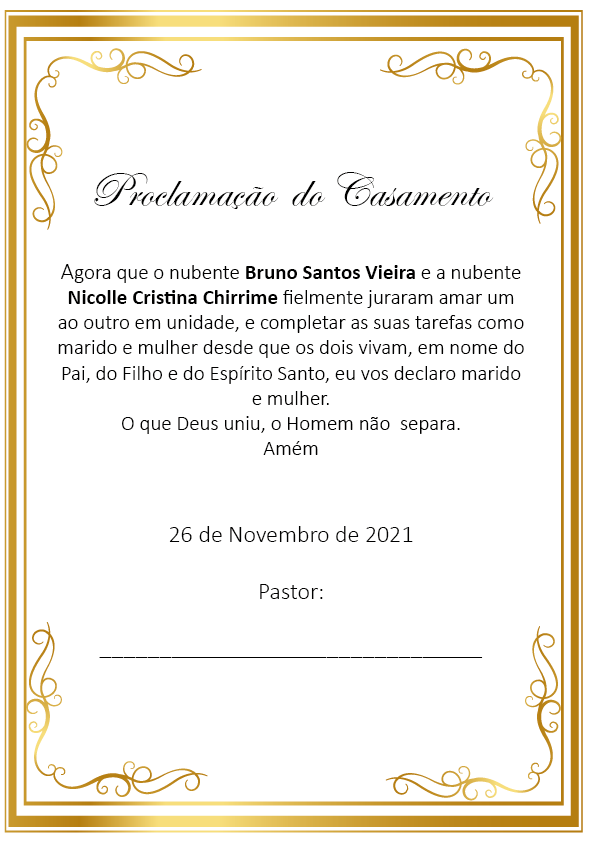 Proclamação do Casamento
Agora que o nubente Bruno Santos Vieira e a nubente
Nicolle Cristina Chirrime fielmente juraram amar um
ao outro em unidade, e completar as suas tarefas como
marido e mulher desde que os dois vivam, em nome do
Pai, do Filho e do Espírito Santo, eu vos declaro marido
e mulher.
O que Deus uniu, o Homem não  separa.
Amém
26 de Novembro de 2021
Pastor: